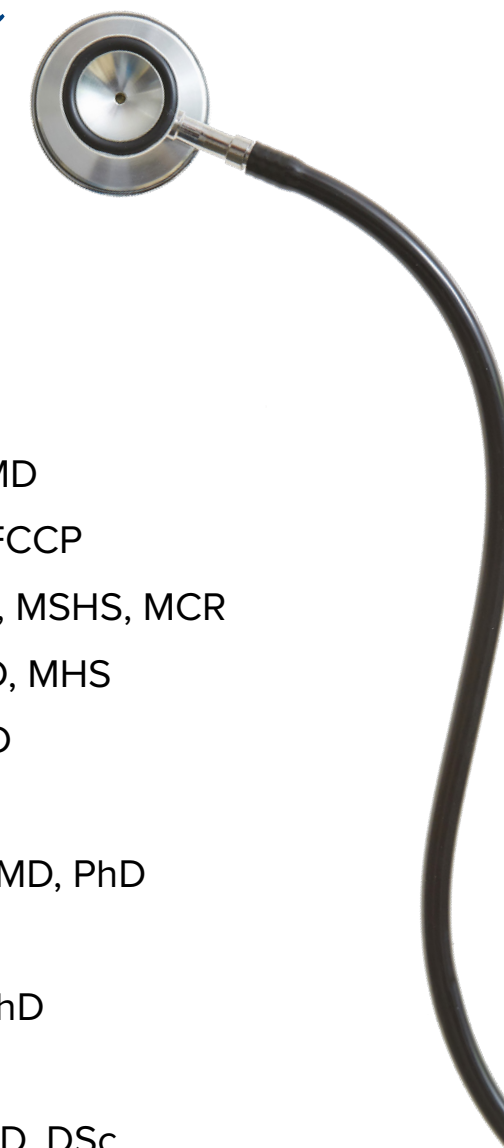 MD
FCCP
, MSHS, MCR
D, MHS
D
MD, PhD
hD
D, DSc